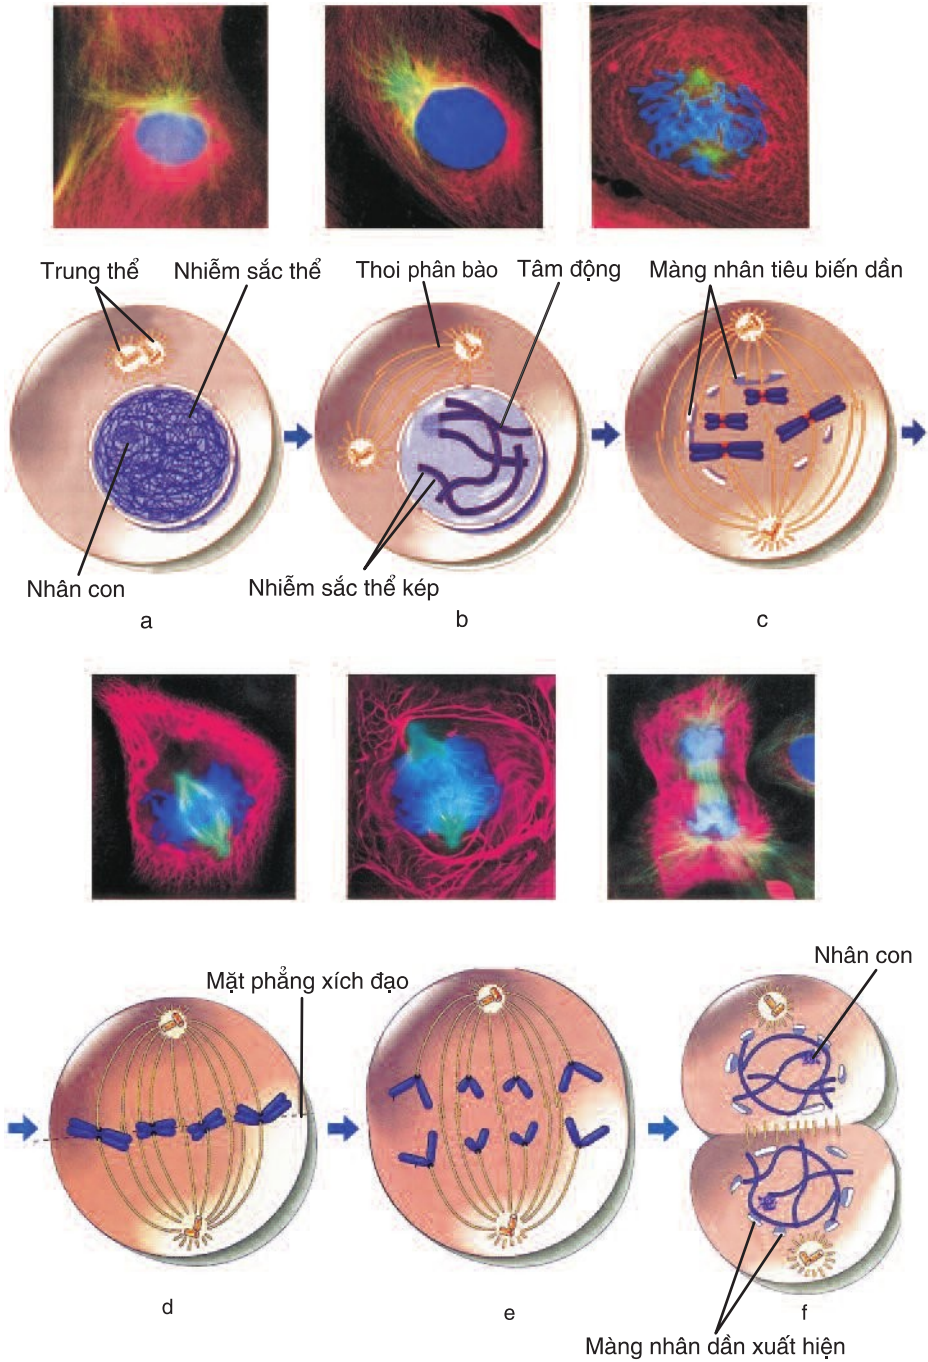 Trung thể
Nhiễm sắc thể
Thoi phân bào
Tâm động
Màng nhân tiêu biến dần
Nhân con
Nhiễm sắc thể kép
a
b
c
Mặt phẳng xích đạo
Nhân con
d
e
f
Màng nhân dần xuất hiện